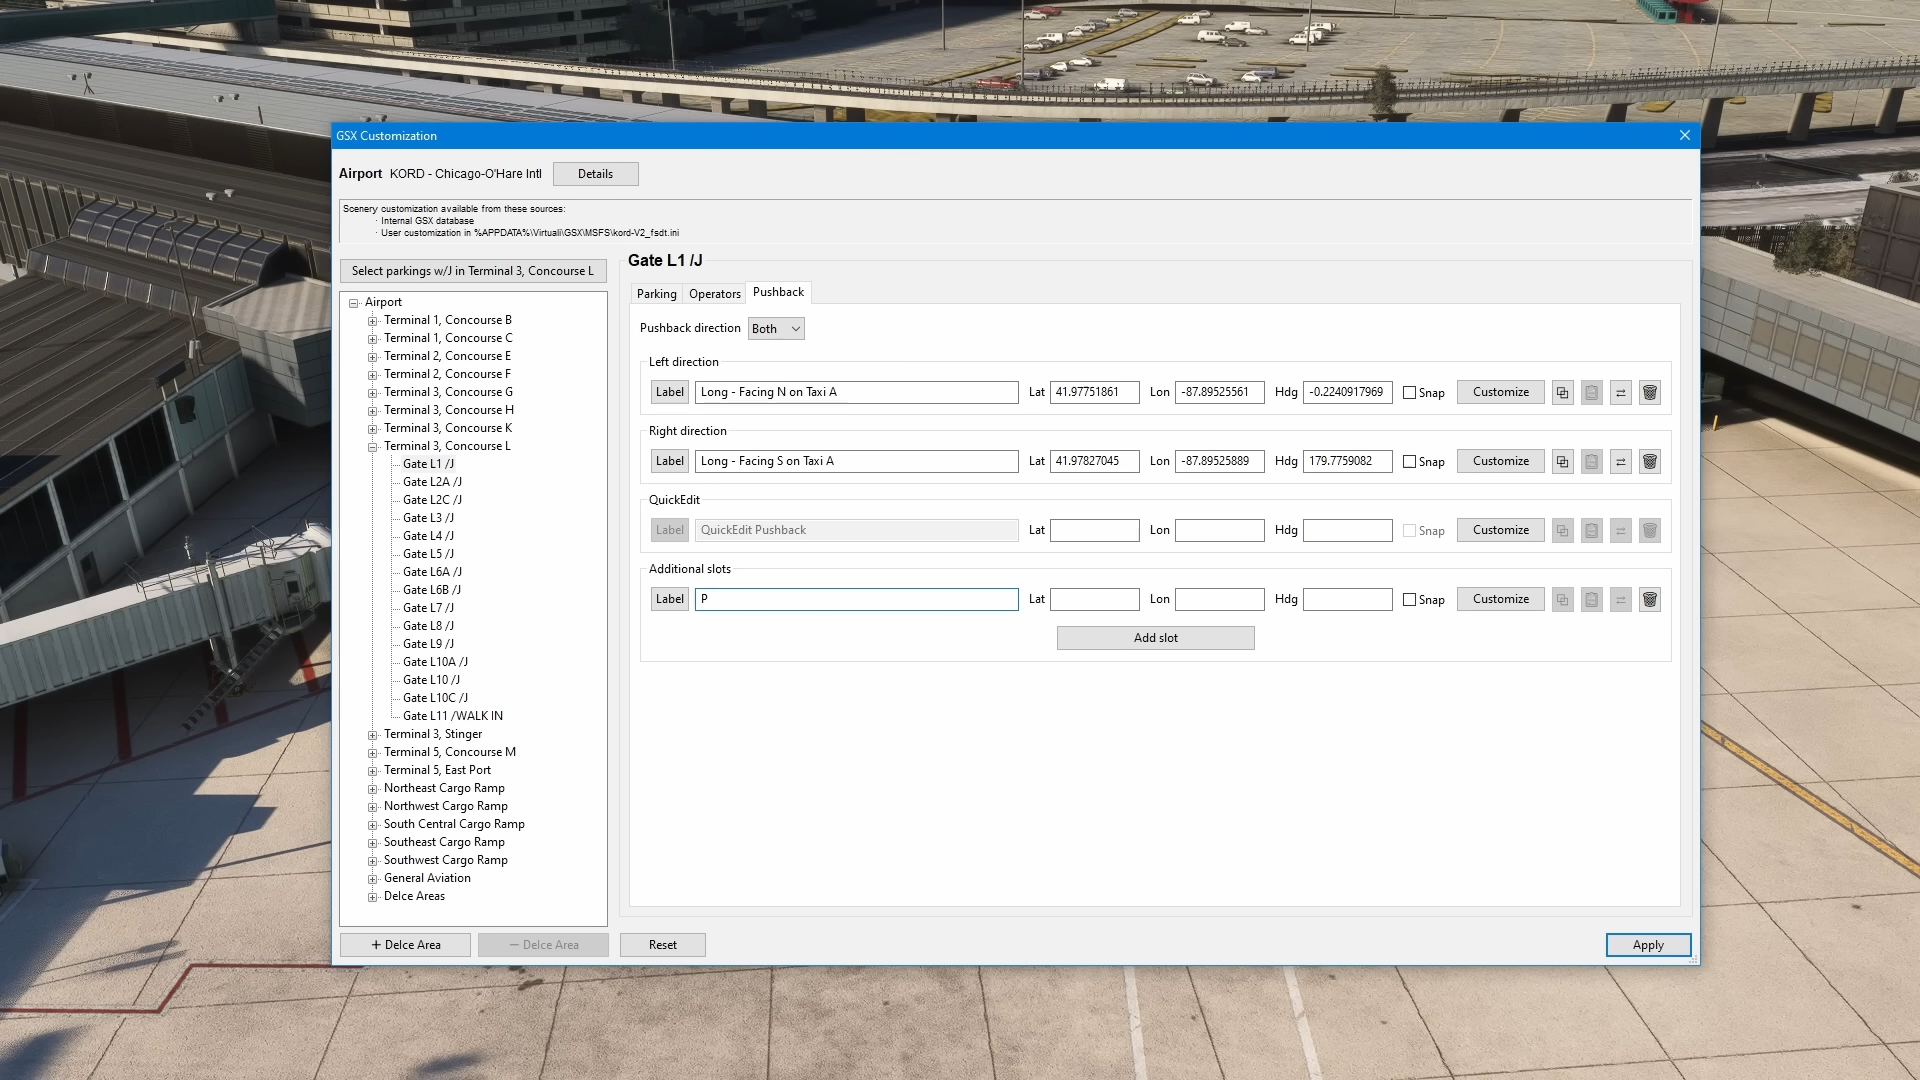 GSX Customization
Airport KORD - Chicago-O'Hare Intl Details
Scenery customization available from these sources:
· Internal GSX database
· User customization in %APPDATA%\Virtuali\GSX\MSFS\kord-V2_fsdt.ini
Select parkings w/J in Terminal 3, Concourse L
Airport
Terminal 1, Concourse B
Terminal 1, Concourse C
Terminal 2, Concourse E
Terminal 2, Concourse F
Terminal 3, Concourse G
Terminal 3, Concourse H
Terminal 3, Concourse K
Terminal 3, Concourse L
Gate L1 /J
Gate L2A /J
Gate L2C /J
Gate L3 /J
Gate L4 /J
Gate L5 /J
Gate L6A /J
Gate L6B /J
Gate L7 /J
Gate L8 /J
Gate L9 /J
Gate L10A /J
Gate L10 /J
Gate L10C /J
Gate L11 /WALK IN
Terminal 3, Stinger
Terminal 5, Concourse M
Terminal 5, East Port
Northeast Cargo Ramp
Northwest Cargo Ramp
South Central Cargo Ramp
Southeast Cargo Ramp
Southwest Cargo Ramp
General Aviation
DeIce Areas
+ DeIce Area
− DeIce Area
Gate L1 /J
Parking Operators Pushback
Pushback direction Both
Left direction
Label Long - Facing N on Taxi A Lat 41.97751861 Lon -87.89525561 Hdg -0.2240917969 Snap Customize
Right direction
Label Long - Facing S on Taxi A Lat 41.97827045 Lon -87.89525889 Hdg 179.7759082 Snap Customize
QuickEdit
Label QuickEdit Pushback Lat Lon Hdg Snap Customize
Additional slots
Label P Lat Lon Hdg Snap Customize
Add slot
Reset
Apply